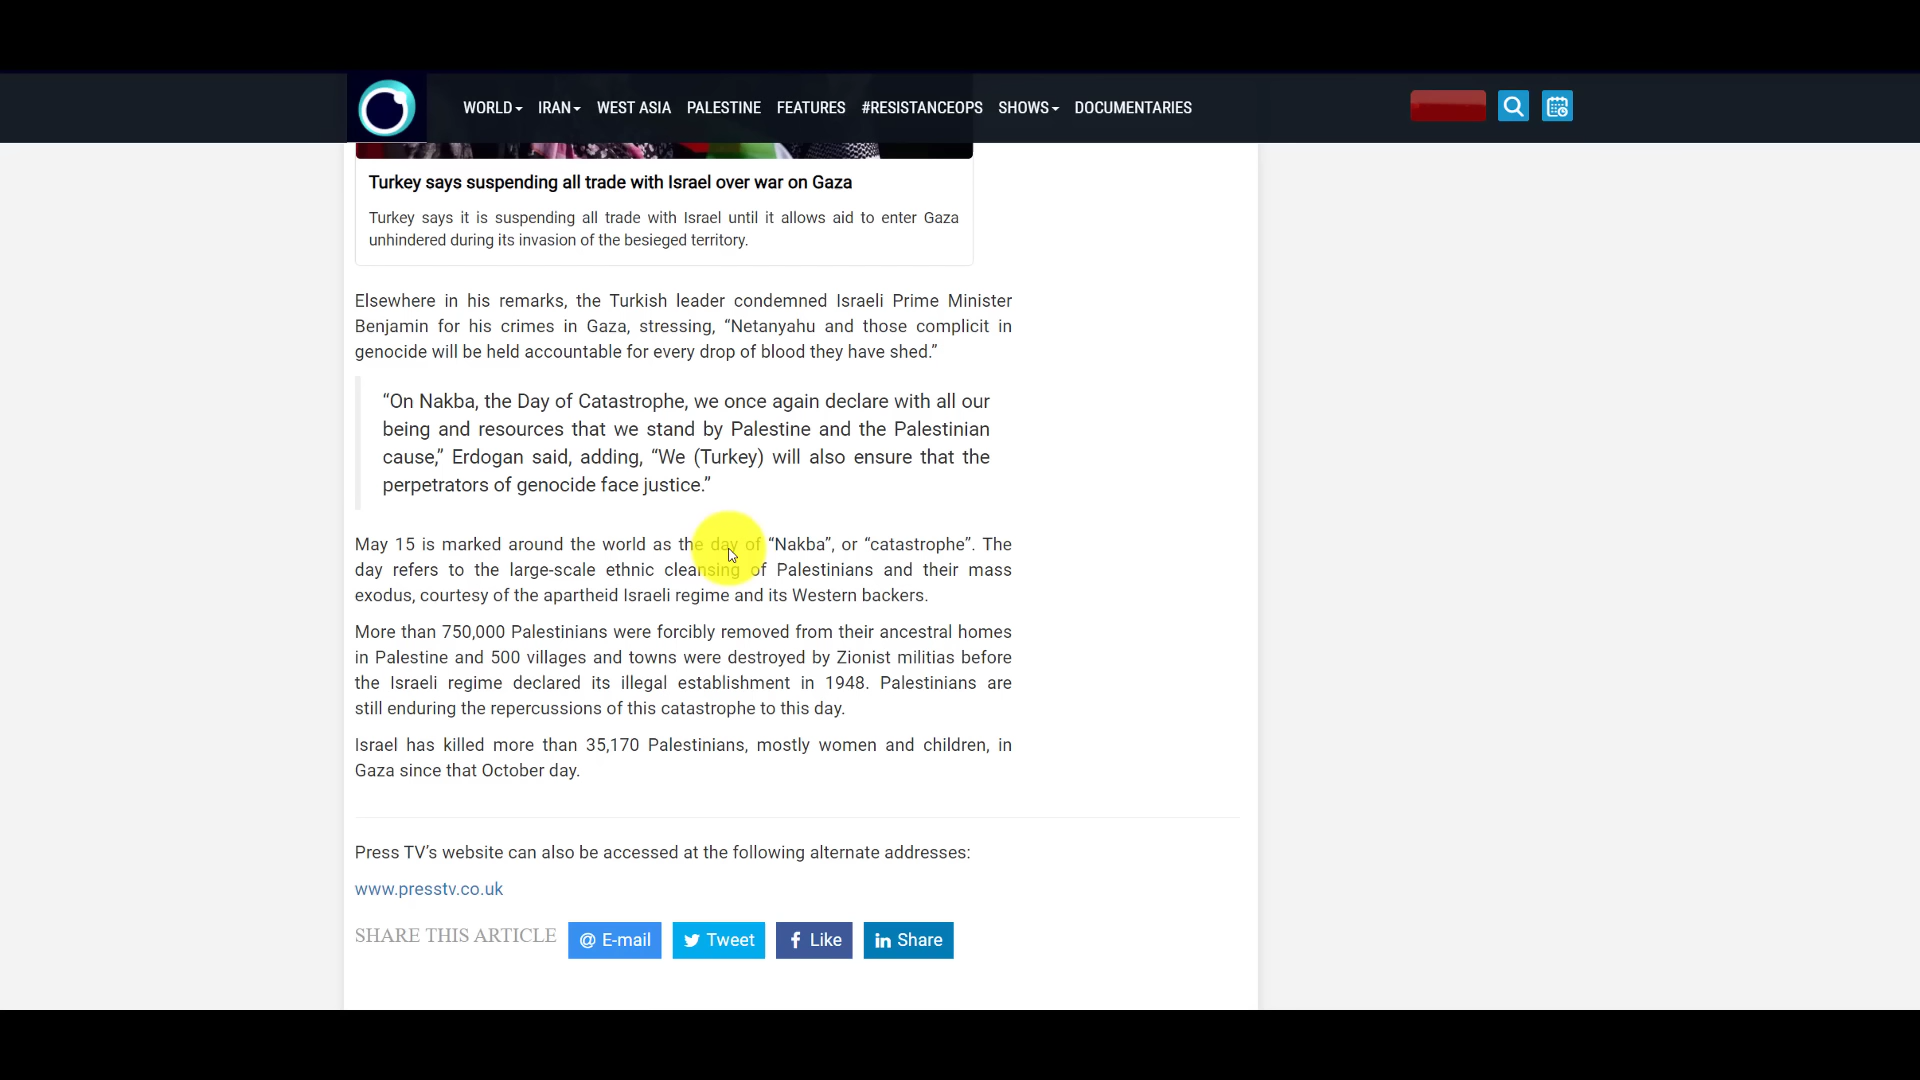 WORLD IRAN WEST ASIA PALESTINE FEATURES #RESISTANCEOPS SHOWS DOCUMENTARIES
Turkey says suspending all trade with Israel over war on Gaza
Turkey says it is suspending all trade with Israel until it allows aid to enter Gaza
unhindered during its invasion of the besieged territory.
Elsewhere in his remarks, the Turkish leader condemned Israeli Prime Minister
Benjamin for his crimes in Gaza, stressing, “Netanyahu and those complicit in
genocide will be held accountable for every drop of blood they have shed.”
“On Nakba, the Day of Catastrophe, we once again declare with all our
being and resources that we stand by Palestine and the Palestinian
cause,” Erdogan said, adding, “We (Turkey) will also ensure that the
perpetrators of genocide face justice.”
May 15 is marked around the world as the day of “Nakba”, or “catastrophe”. The
day refers to the large-scale ethnic cleansing of Palestinians and their mass
exodus, courtesy of the apartheid Israeli regime and its Western backers.
More than 750,000 Palestinians were forcibly removed from their ancestral homes
in Palestine and 500 villages and towns were destroyed by Zionist militias before
the Israeli regime declared its illegal establishment in 1948. Palestinians are
still enduring the repercussions of this catastrophe to this day.
Israel has killed more than 35,170 Palestinians, mostly women and children, in
Gaza since that October day.
Press TV’s website can also be accessed at the following alternate addresses:
www.presstv.co.uk
SHARE THIS ARTICLE @ E-mail Tweet Like Share